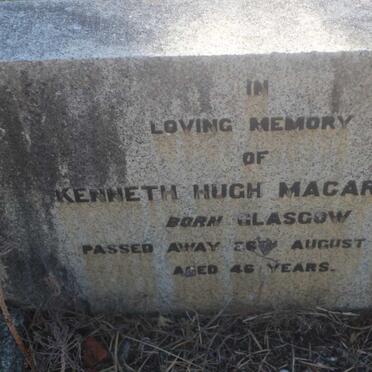 IN
LOVING MEMORY
OF
KENNETH HUGH MACAR
BORN GLASGOW
PASSED AWAY AUGUST
AGED 46 YEARS.